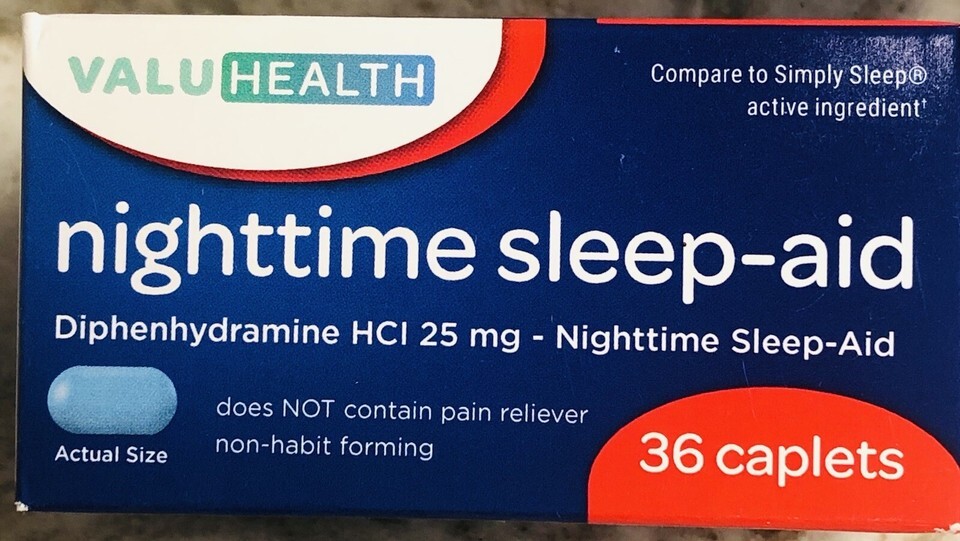 VALUHEALTH
Compare to Simply Sleep®
active ingredient†
nighttime sleep-aid
Diphenhydramine HCl 25 mg - Nighttime Sleep-Aid
does NOT contain pain reliever
non-habit forming
Actual Size
36 caplets